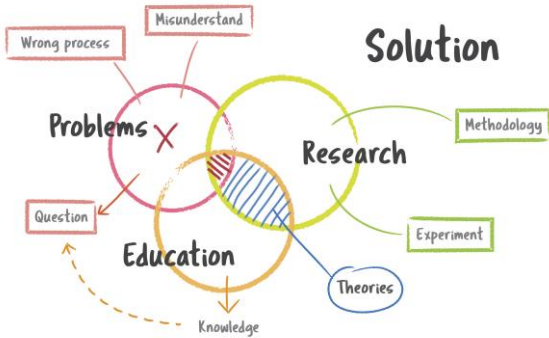 Misunderstand
Wrong process
Solution
Problems
Research
Methodology
Question
Education
Experiment
Theories
Knowledge